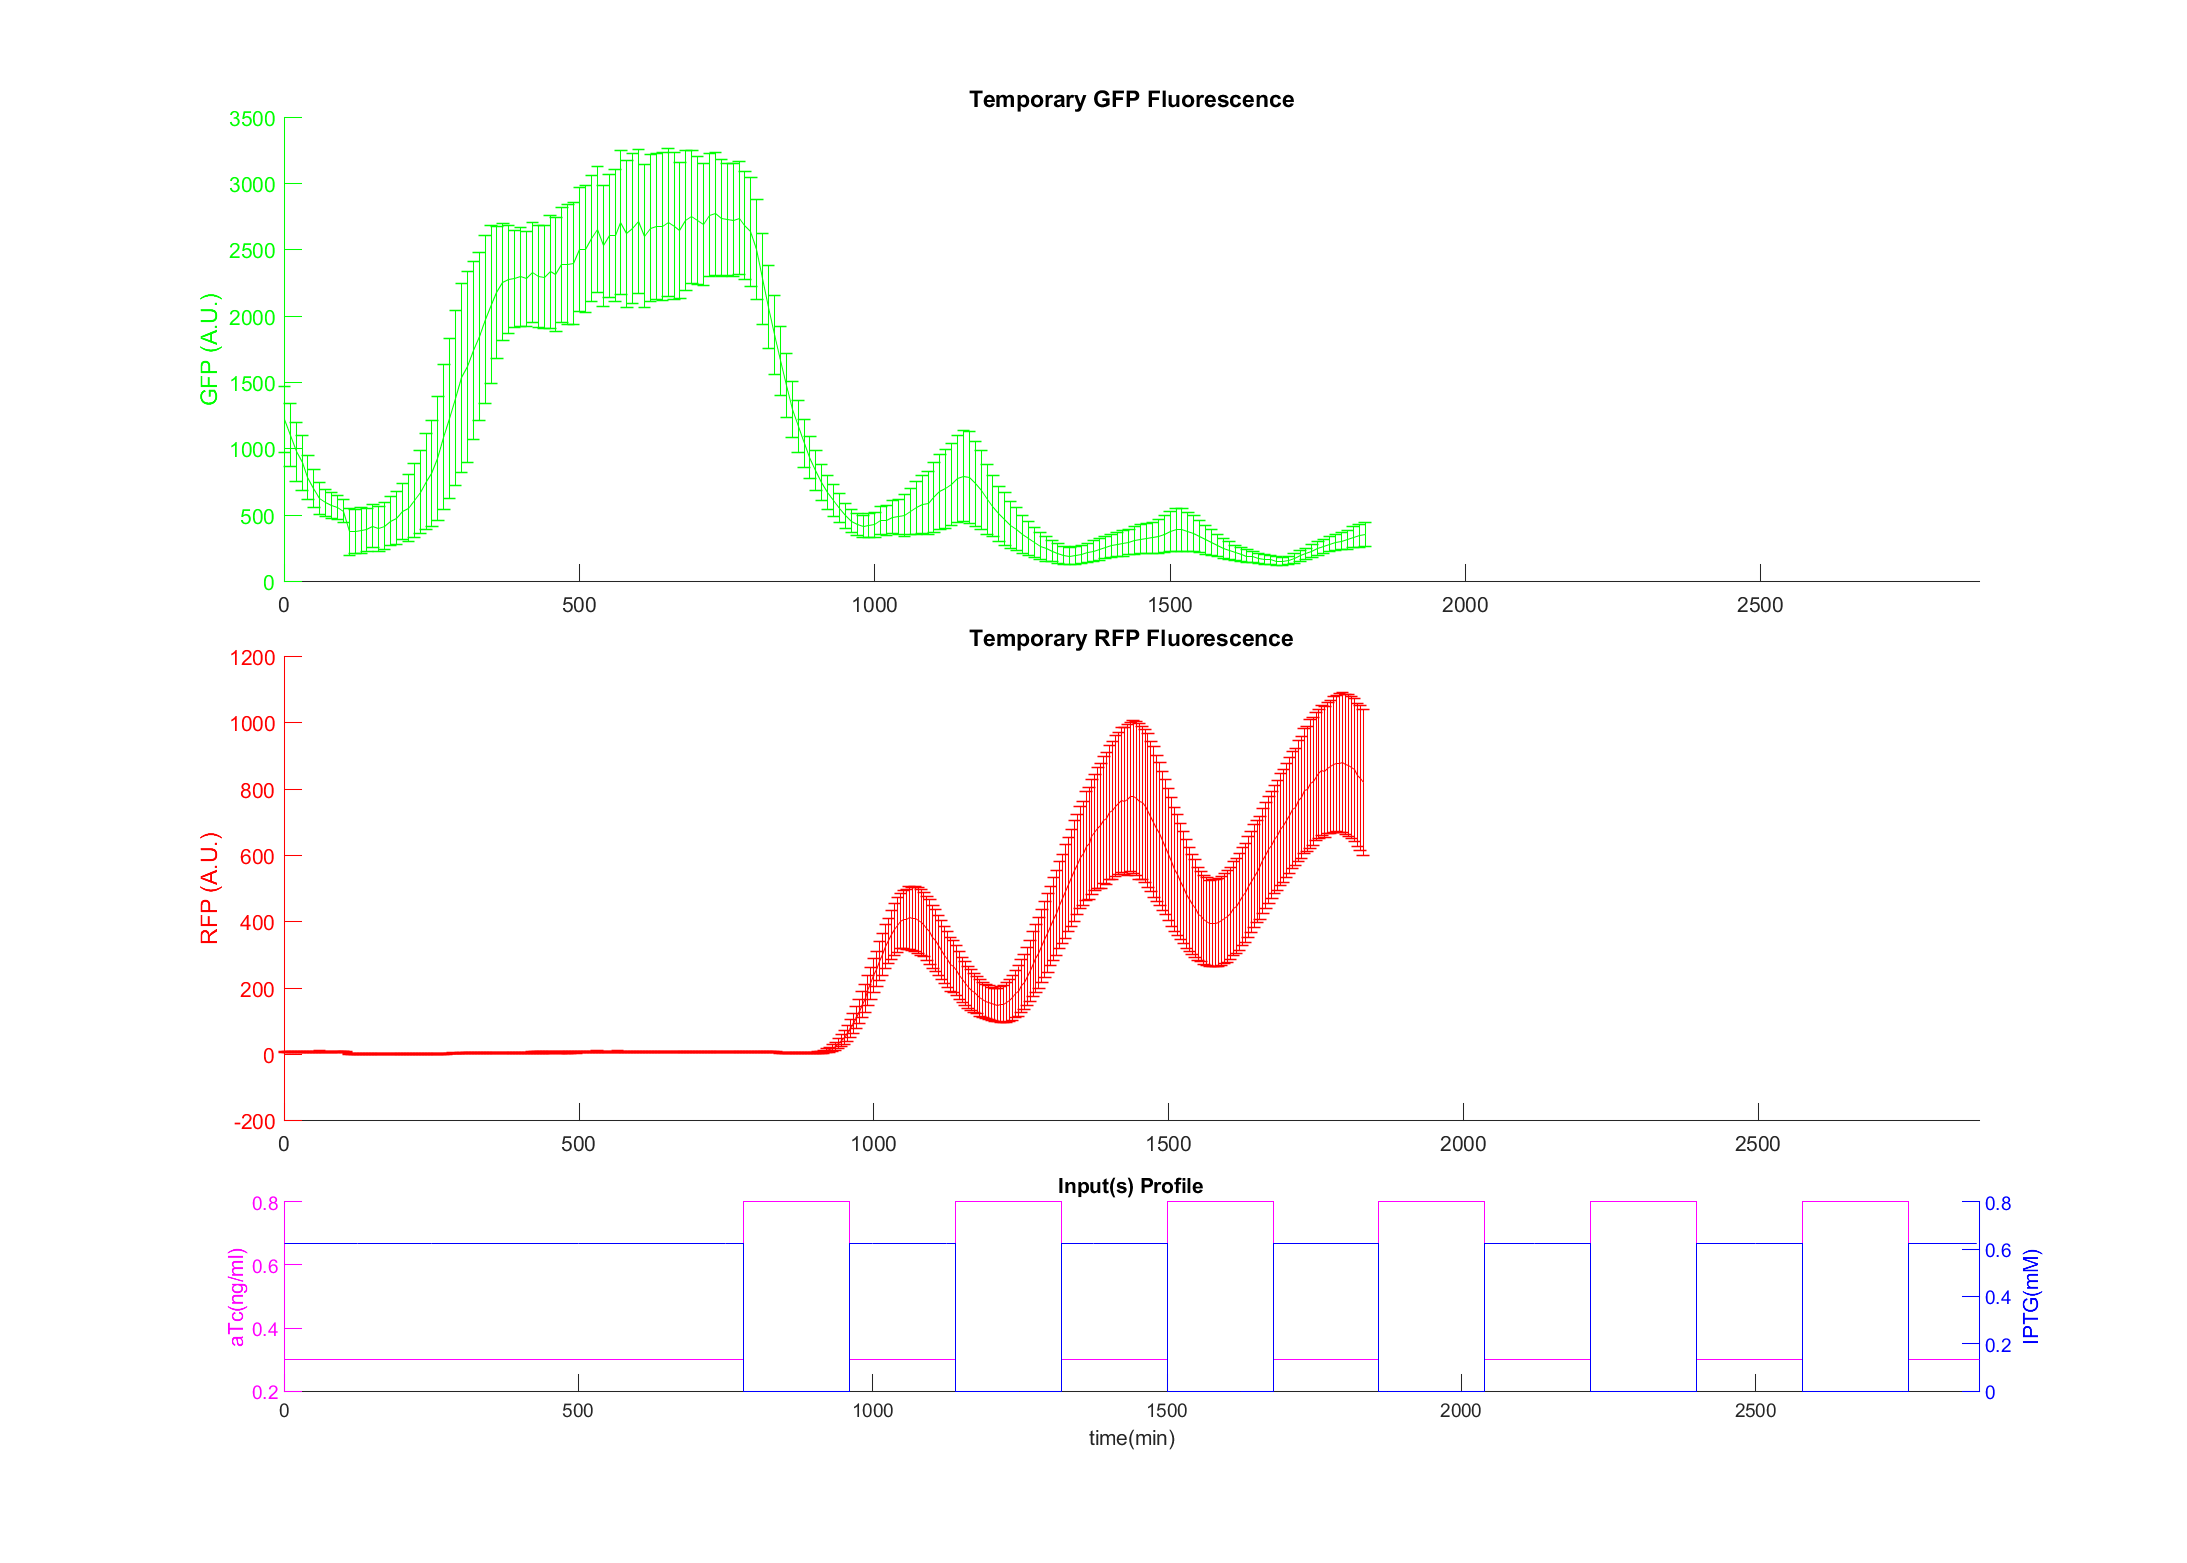 Temporary GFP Fluorescence
3500
3000
2500
2000
1500
1000
500
0
GFP (A.U.)
0 500 1000 1500 2000 2500
Temporary RFP Fluorescence
1200
1000
800
600
400
200
0
-200
RFP (A.U.)
0 500 1000 1500 2000 2500
Input(s) Profile
0.8
0.6
0.4
0.2
aTc(ng/ml)
0.8
0.6
0.4
0.2
0
IPTG(mM)
0 500 1000 1500 2000 2500
time(min)